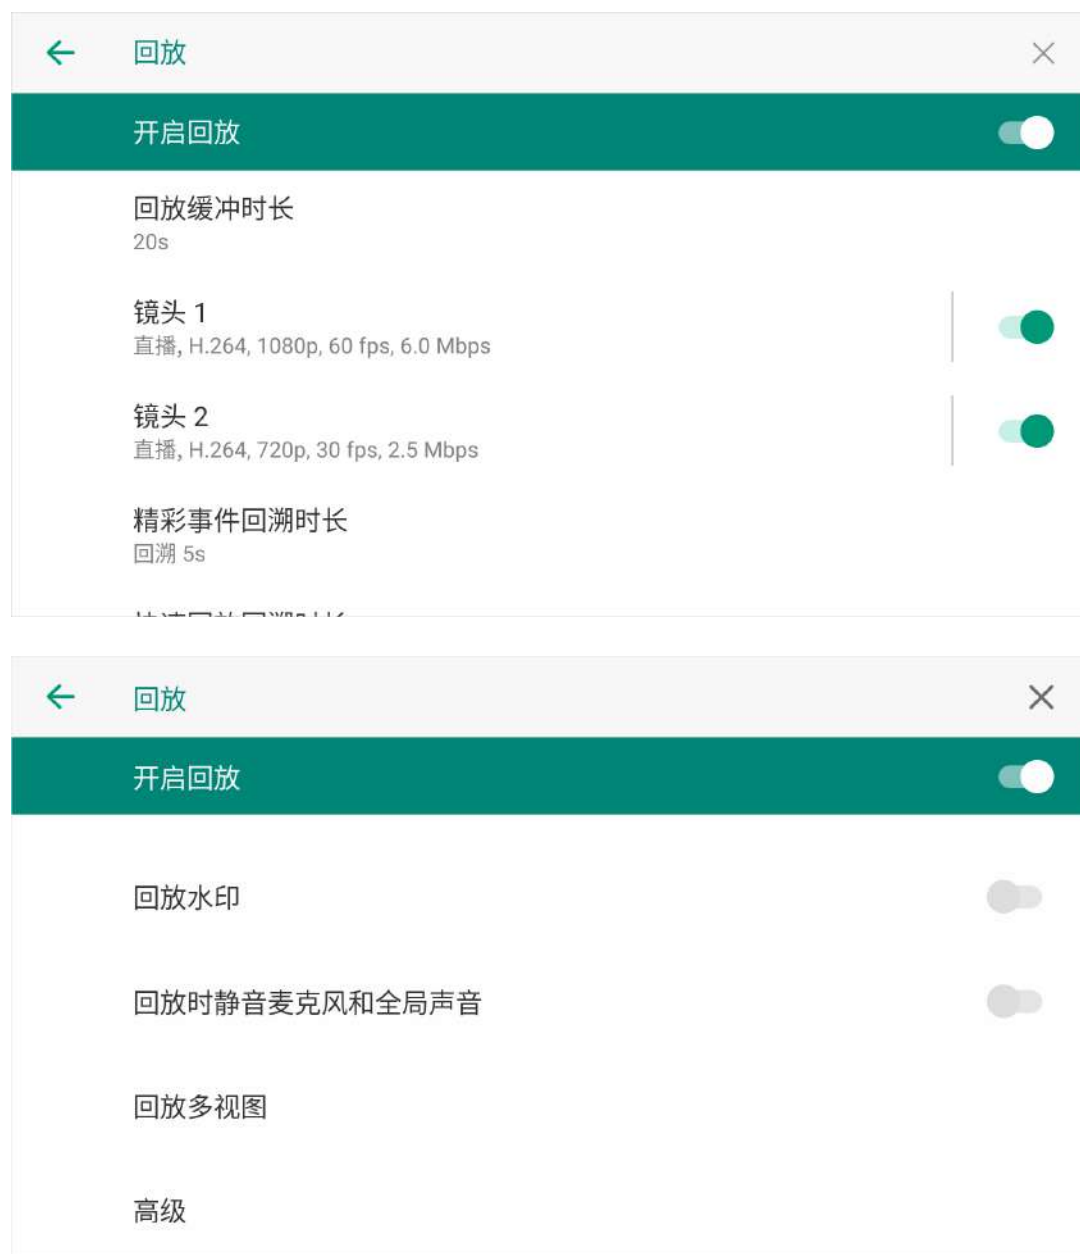 回放
开启回放
回放缓冲时长
20s
镜头 1
直播, H.264, 1080p, 60 fps, 6.0 Mbps
镜头 2
直播, H.264, 720p, 30 fps, 2.5 Mbps
精彩事件回溯时长
回溯 5s
回放
开启回放
回放水印
回放时静音麦克风和全局声音
回放多视图
高级